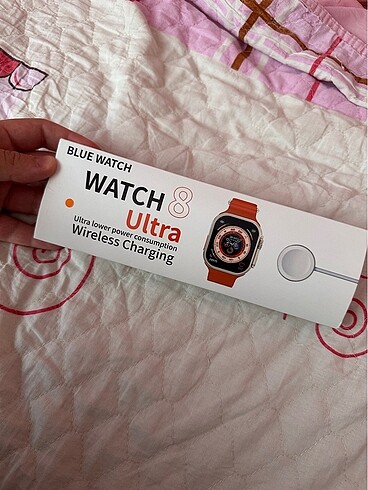 BLUE WATCH
WATCH 8
Ultra
Ultra lower power consumption
Wireless Charging